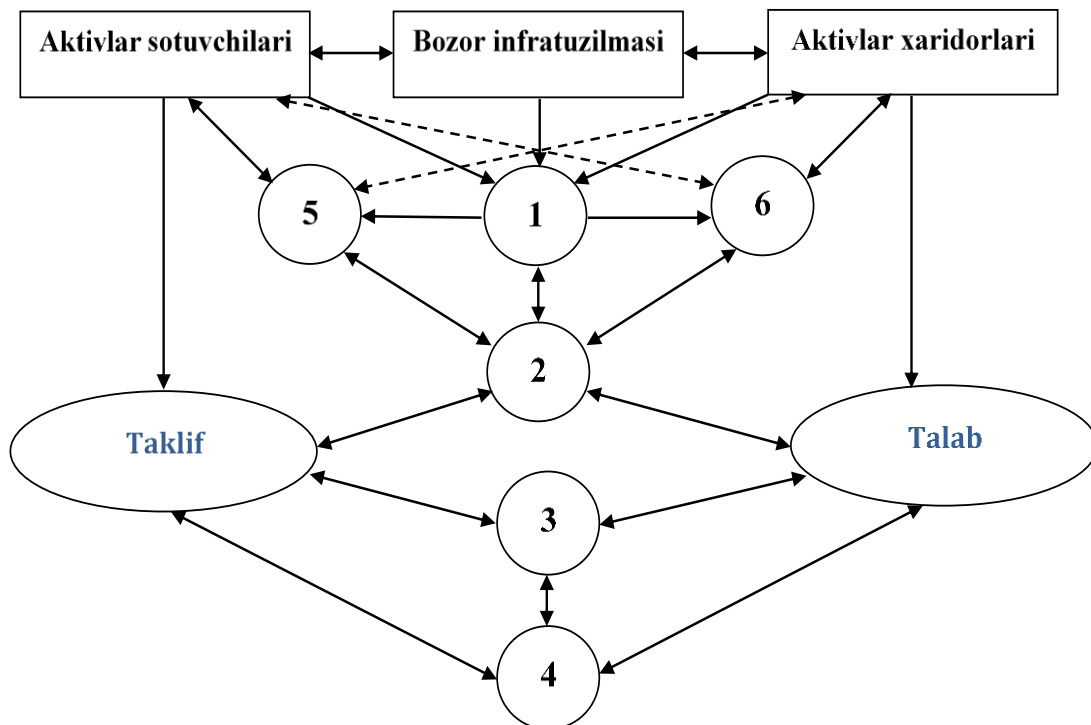 Aktivlar sotuvchilari
Bozor infratuzilmasi
Aktivlar xaridorlari
5
1
6
2
Taklif
Talab
3
4